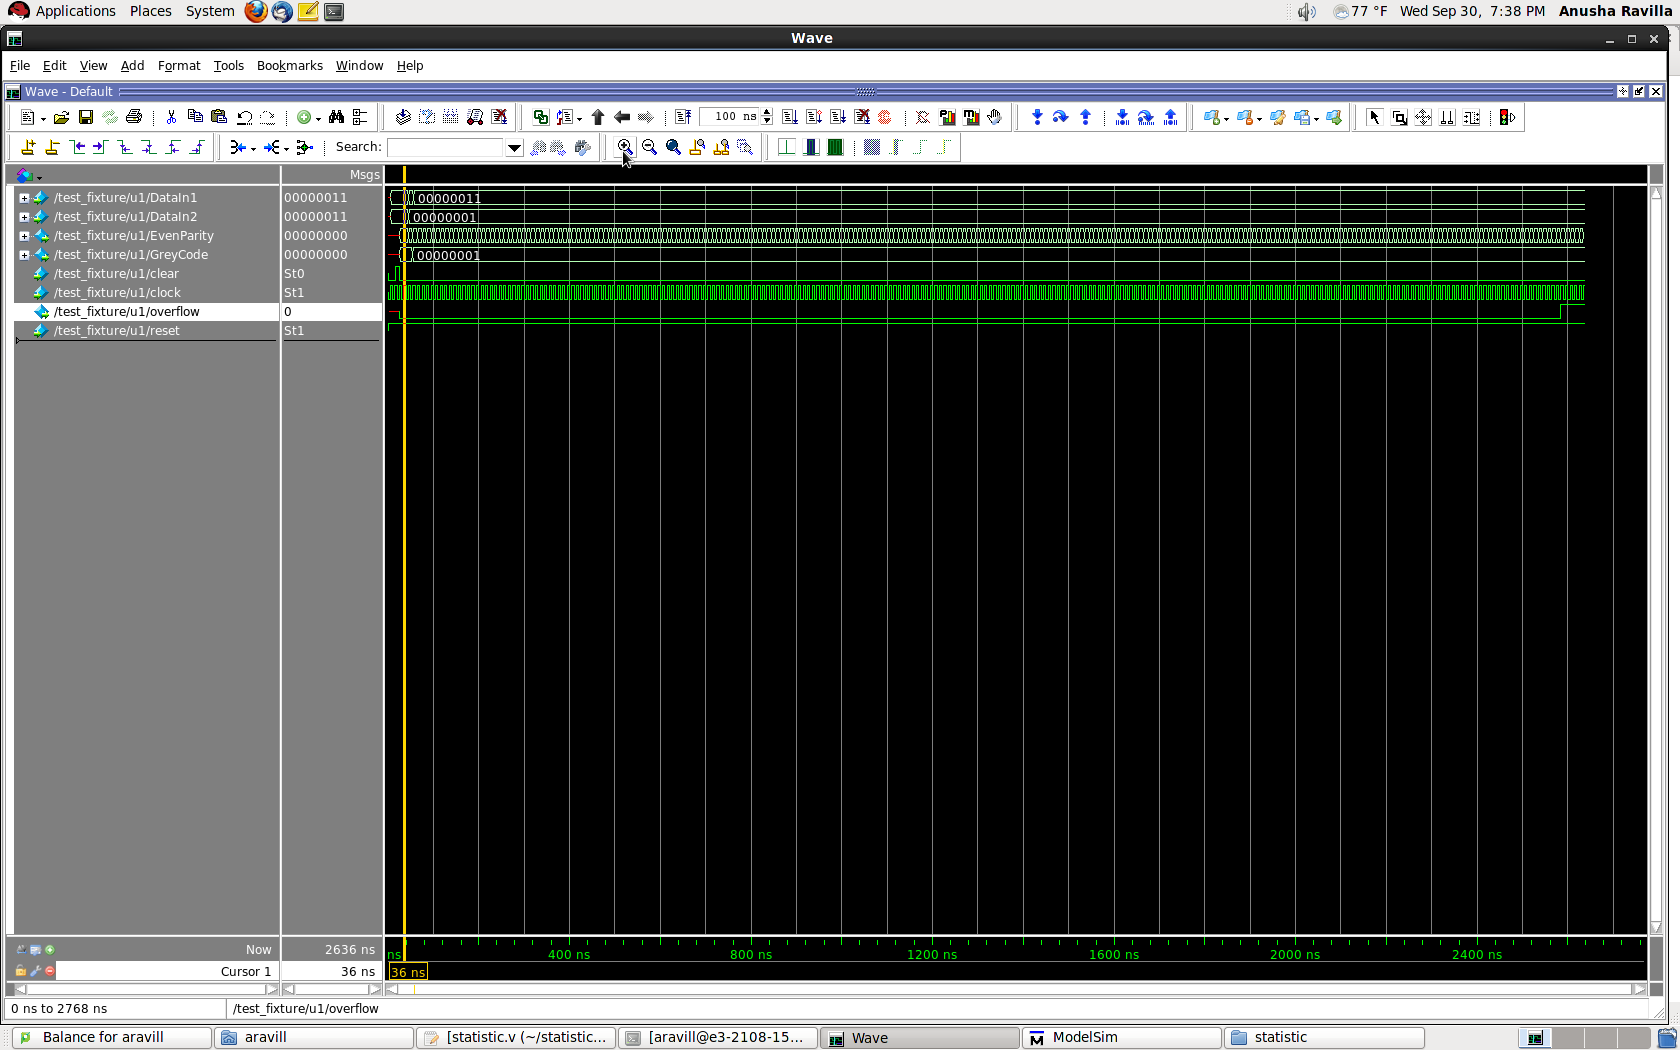 Applications Places System 77 °F Wed Sep 30, 7:38 PM Anusha Ravilla
Wave
File Edit View Add Format Tools Bookmarks Window Help
Wave - Default
100 ns
Search:
Msgs
/test_fixture/u1/DataIn1 00000011 00000011
/test_fixture/u1/DataIn2 00000011 00000001
/test_fixture/u1/EvenParity 00000000
/test_fixture/u1/GreyCode 00000000 00000001
/test_fixture/u1/clear St0
/test_fixture/u1/clock St1
/test_fixture/u1/overflow 0
/test_fixture/u1/reset St1
Now 2636 ns ns 400 ns 800 ns 1200 ns 1600 ns 2000 ns 2400 ns
Cursor 1 36 ns 36 ns
0 ns to 2768 ns /test_fixture/u1/overflow
Balance for aravill aravill [statistic.v (~/statistic... [aravill@e3-2108-15... Wave ModelSim statistic